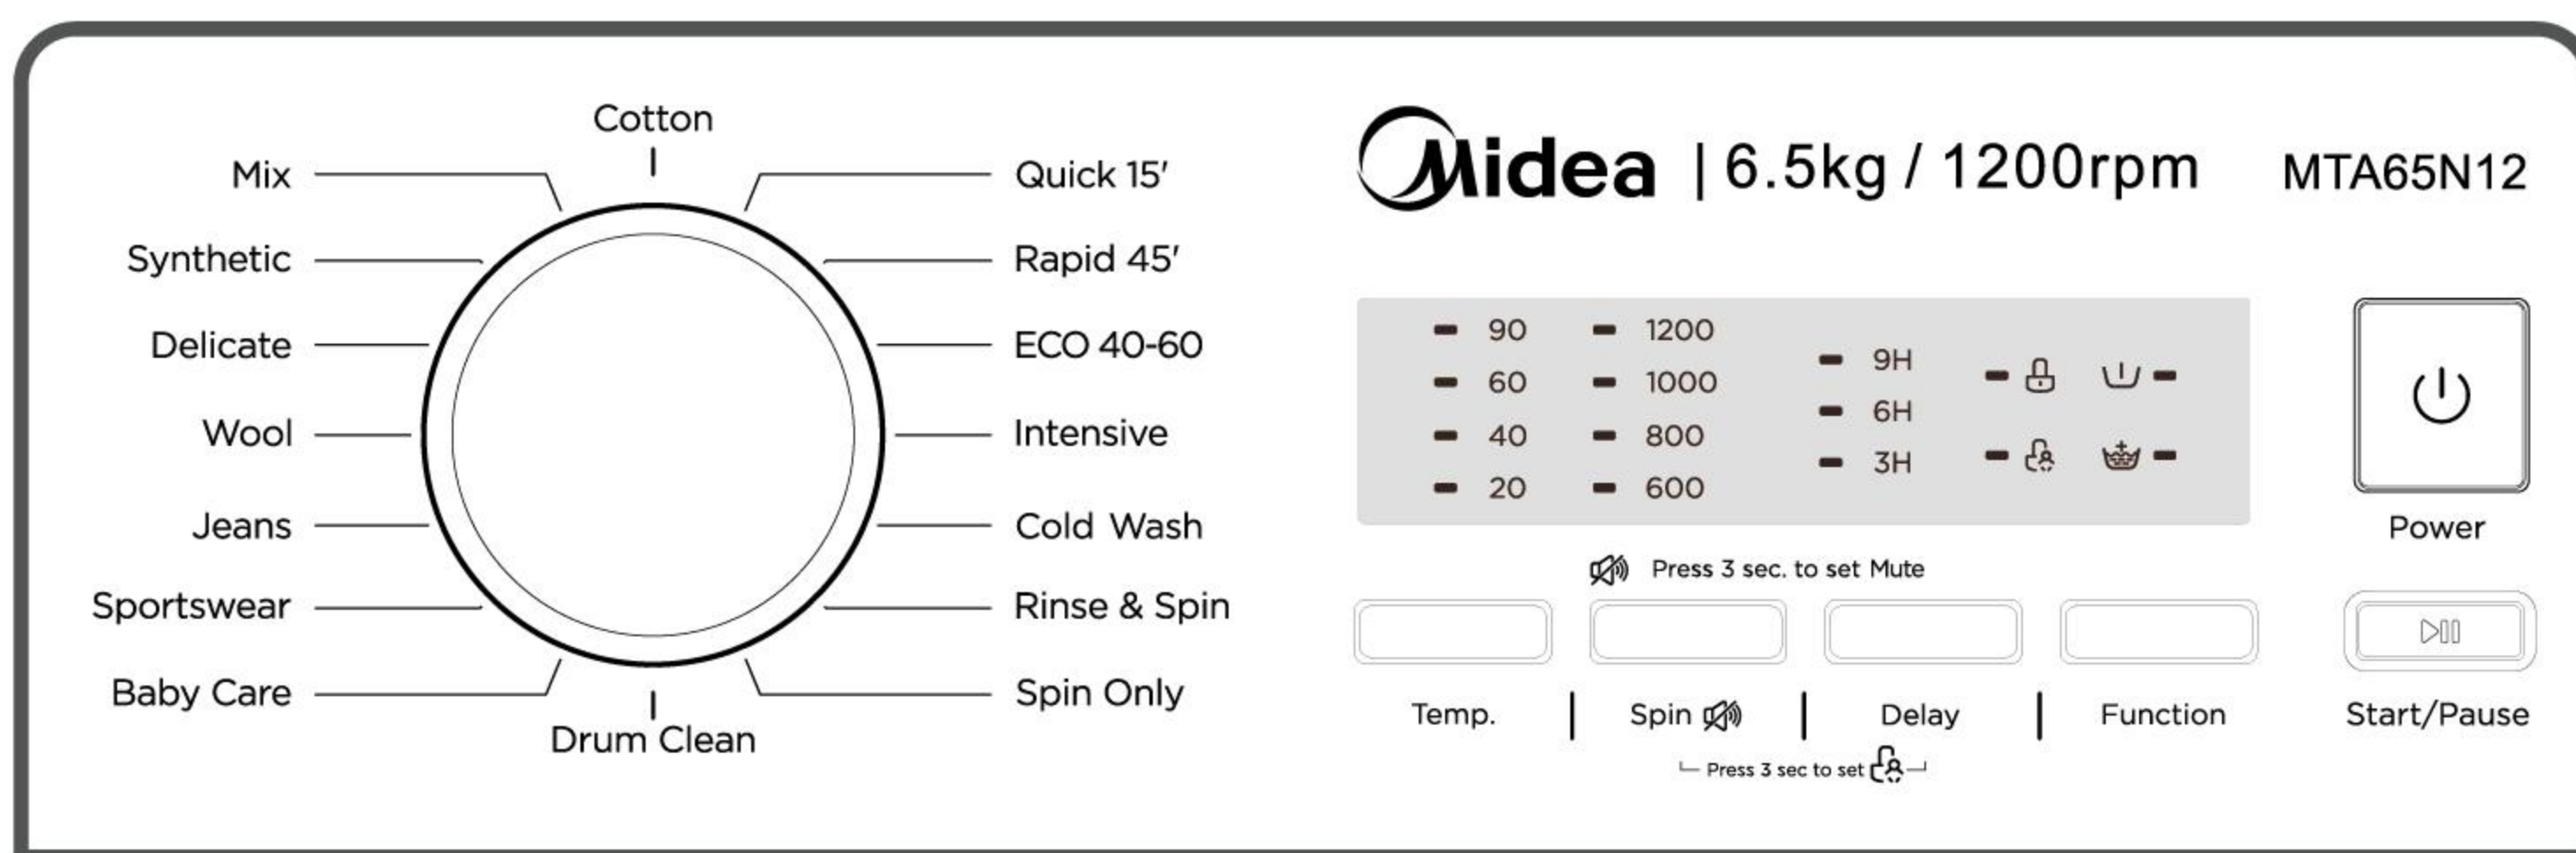 Cotton
Mix
Synthetic
Delicate
Wool
Jeans
Sportswear
Baby Care
Quick 15'
Rapid 45'
ECO 40-60
Intensive
Cold Wash
Rinse & Spin
Spin Only
Drum Clean
Midea | 6.5kg / 1200rpm MTA65N12
90
60
40
20
1200
1000
800
600
9H
6H
3H
Power
Press 3 sec. to set Mute
Temp. | Spin | Delay | Function
Start/Pause
Press 3 sec to set